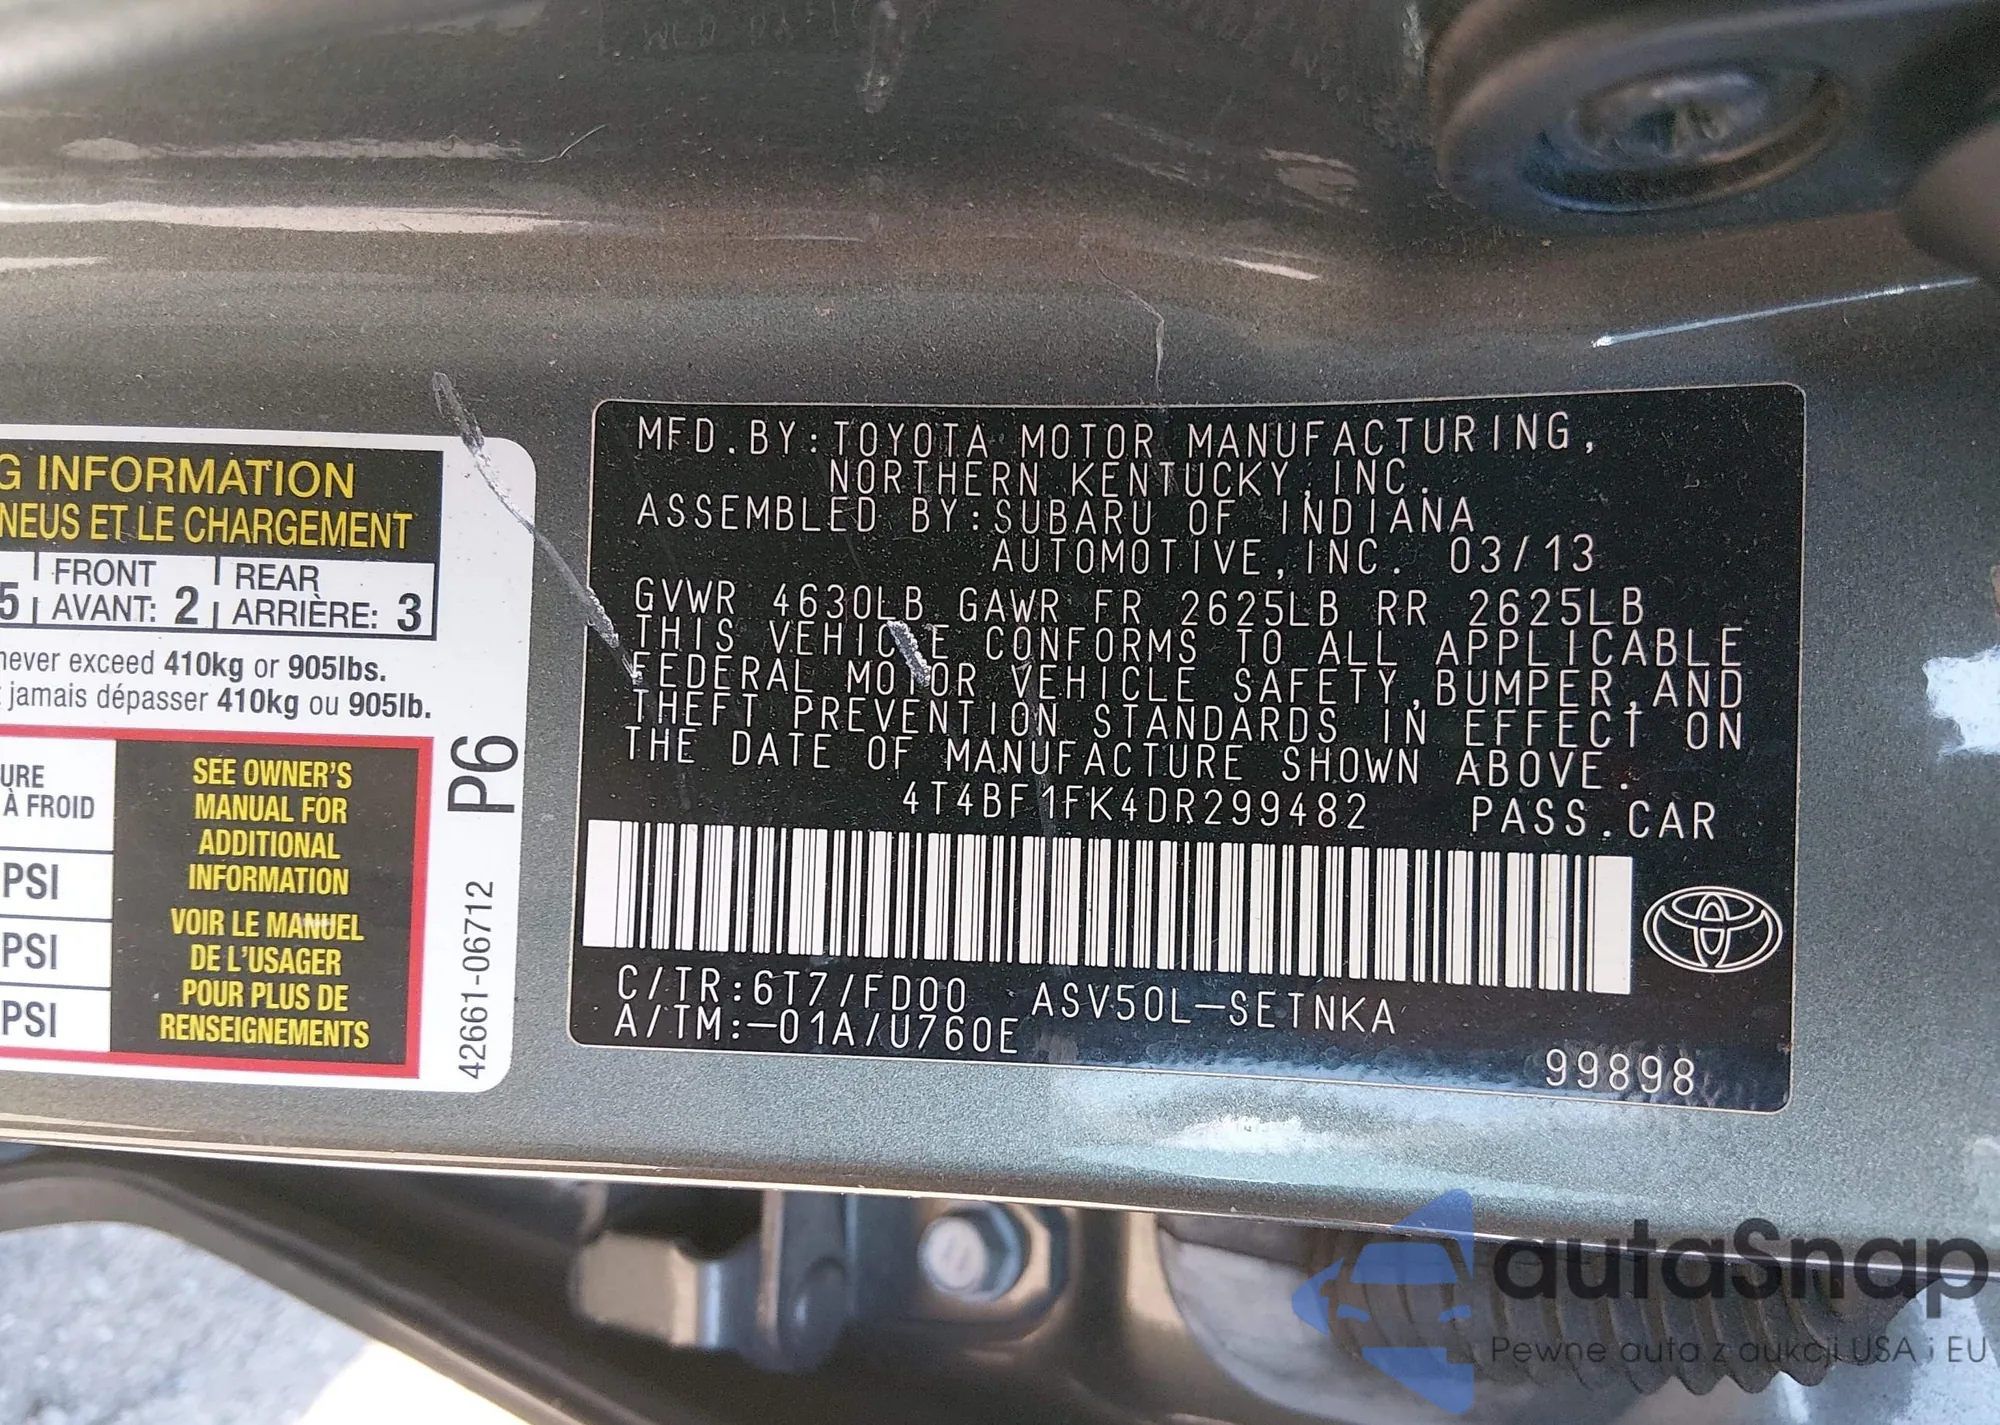 G INFORMATION
NEUS ET LE CHARGEMENT
5 FRONT AVANT: 2 REAR ARRIÈRE: 3
never exceed 410kg or 905lbs.
jamais dépasser 410kg ou 905lb.
URE
À FROID
PSI
PSI
PSI
SEE OWNER'S
MANUAL FOR
ADDITIONAL
INFORMATION
VOIR LE MANUEL
DE L'USAGER
POUR PLUS DE
RENSEIGNEMENTS
P6
42661-06712
MFD.BY:TOYOTA MOTOR MANUFACTURING,
NORTHERN KENTUCKY,INC.
ASSEMBLED BY:SUBARU OF INDIANA
AUTOMOTIVE,INC. 03/13
GVWR 4630LB GAWR FR 2625LB RR 2625LB
THIS VEHICLE CONFORMS TO ALL APPLICABLE
FEDERAL MOTOR VEHICLE SAFETY,BUMPER,AND
THEFT PREVENTION STANDARDS IN EFFECT ON
THE DATE OF MANUFACTURE SHOWN ABOVE.
4T4BF1FK4DR299482 PASS.CAR
C/TR:6T7/FD00 ASV50L-SETNKA
A/TM:-01A/U760E
99898
autaSnap
Pewne auta z aukcji USA i EU